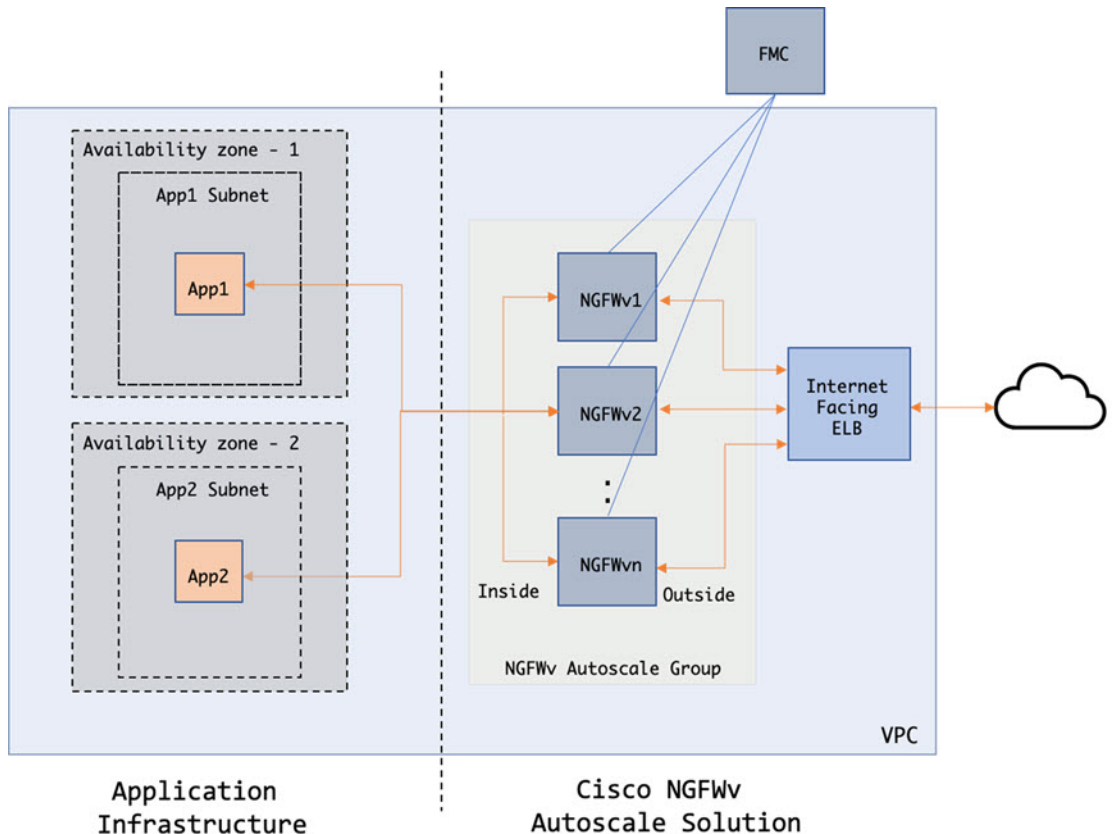 FMC
Availability zone - 1
App1 Subnet
App1
Availability zone - 2
App2 Subnet
App2
NGFWv1
NGFWv2
:
NGFWvn
Inside
Outside
NGFWv Autoscale Group
Internet
Facing
ELB
VPC
Application
Infrastructure
Cisco NGFWv
Autoscale Solution